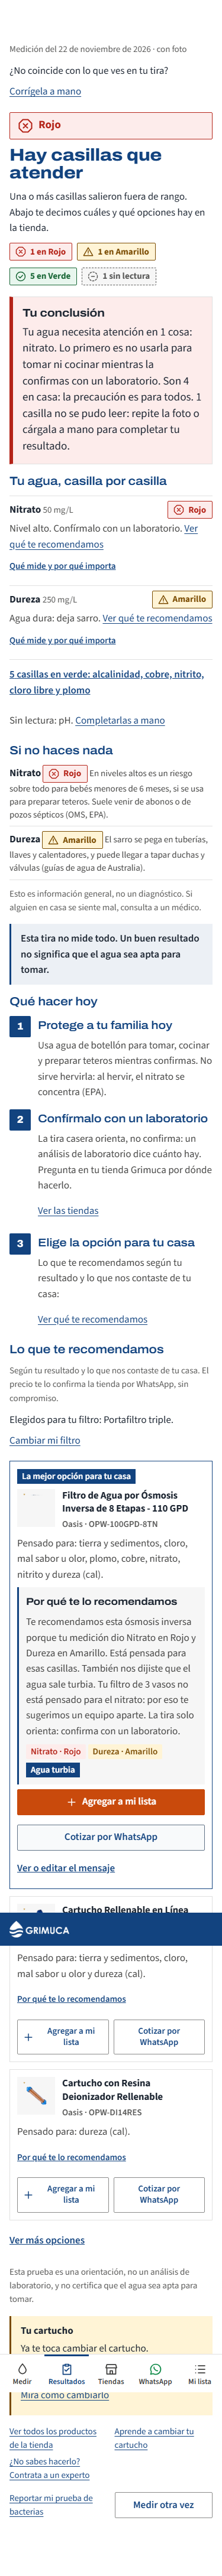 Medición del 22 de noviembre de 2026 · con foto
¿No coincide con lo que ves en tu tira?
Corrígela a mano
Rojo
Hay casillas que
atender
Una o más casillas salieron fuera de rango.
Abajo te decimos cuáles y qué opciones hay en
la tienda.
1 en Rojo
1 en Amarillo
5 en Verde
1 sin lectura
Tu conclusión
Tu agua necesita atención en 1 cosa:
nitrato. Lo primero es no usarla para
tomar ni cocinar mientras la
confirmas con un laboratorio. Son 4
en casa: la precaución es para todos. 1
casilla no se pudo leer: repite la foto o
cárgala a mano para completar tu
resultado.
Tu agua, casilla por casilla
Nitrato 50 mg/L
Rojo
Nivel alto. Confírmalo con un laboratorio. Ver
qué te recomendamos
Qué mide y por qué importa
Dureza 250 mg/L
Amarillo
Agua dura: deja sarro. Ver qué te recomendamos
Qué mide y por qué importa
5 casillas en verde: alcalinidad, cobre, nitrito,
cloro libre y plomo
Sin lectura: pH. Completarlas a mano
Si no haces nada
Nitrato Rojo En niveles altos es un riesgo
sobre todo para bebés menores de 6 meses, si se usa
para preparar teteros. Suele venir de abonos o de
pozos sépticos (OMS, EPA).
Dureza Amarillo El sarro se pega en tuberías,
llaves y calentadores, y puede llegar a tapar duchas y
válvulas (guías de agua de Australia).
Esto es información general, no un diagnóstico. Si
alguien en casa se siente mal, consulta a un médico.
Esta tira no mide todo. Un buen resultado
no significa que el agua sea apta para
tomar.
Qué hacer hoy
1
Protege a tu familia hoy
Usa agua de botellón para tomar, cocinar
y preparar teteros mientras confirmas. No
sirve hervirla: al hervir, el nitrato se
concentra (EPA).
2
Confírmalo con un laboratorio
La tira casera orienta, no confirma: un
análisis de laboratorio dice cuánto hay.
Pregunta en tu tienda Grimuca por dónde
hacerlo.
Ver las tiendas
3
Elige la opción para tu casa
Lo que te recomendamos según tu
resultado y lo que nos contaste de tu
casa:
Ver qué te recomendamos
Lo que te recomendamos
Según tu resultado y lo que nos contaste de tu casa. El
precio te lo confirma la tienda por WhatsApp, sin
compromiso.
Elegidos para tu filtro: Portafiltro triple.
Cambiar mi filtro
La mejor opción para tu casa
Filtro de Agua por Ósmosis
Inversa de 8 Etapas - 110 GPD
Oasis · OPW-100GPD-8TN
Pensado para: tierra y sedimentos, cloro,
mal sabor u olor, plomo, cobre, nitrato,
nitrito y dureza (cal).
Por qué te lo recomendamos
Te recomendamos esta ósmosis inversa
porque tu medición dio Nitrato en Rojo y
Dureza en Amarillo. Está pensada para
esas casillas. También nos dijiste que el
agua sale turbia. Tu filtro de 3 vasos no
está pensado para el nitrato: por eso te
sugerimos un equipo aparte. La tira solo
orienta: confirma con un laboratorio.
Nitrato · Rojo
Dureza · Amarillo
Agua turbia
Agregar a mi lista
Cotizar por WhatsApp
Ver o editar el mensaje
Cartucho Rellenable en Línea
GRIMUCA
Pensado para: tierra y sedimentos, cloro,
mal sabor u olor y dureza (cal).
Por qué te lo recomendamos
Agregar a mi
lista
Cotizar por
WhatsApp
Cartucho con Resina
Deionizador Rellenable
Oasis · OPW-DI14RES
Pensado para: dureza (cal).
Por qué te lo recomendamos
Agregar a mi
lista
Cotizar por
WhatsApp
Ver más opciones
Esta prueba es una orientación, no un análisis de
laboratorio, y no certifica que el agua sea apta para
tomar.
Tu cartucho
Ya te toca cambiar el cartucho.
Medir
Resultados
Tiendas
WhatsApp
Mi lista
Mira cómo cambiarlo
Ver todos los productos
de la tienda
Aprende a cambiar tu
cartucho
¿No sabes hacerlo?
Contrata a un experto
Reportar mi prueba de
bacterias
Medir otra vez